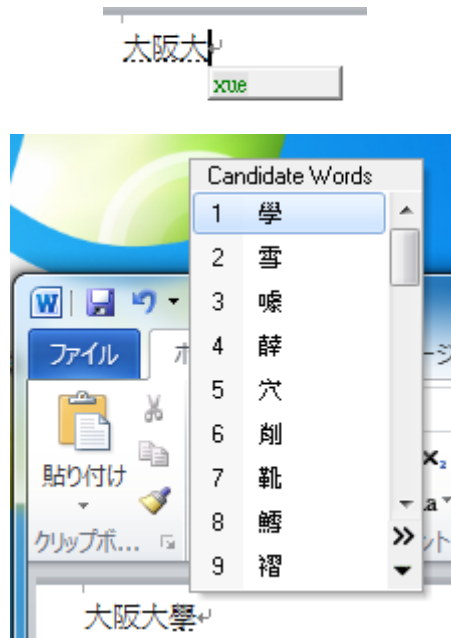 大阪大
xue
Candidate Words
1 學
2 雪
3 噱
4 薛
5 穴
6 削
7 靴
8 鱈
9 褶
ファイル
貼り付け
クリップボ...
大阪大學